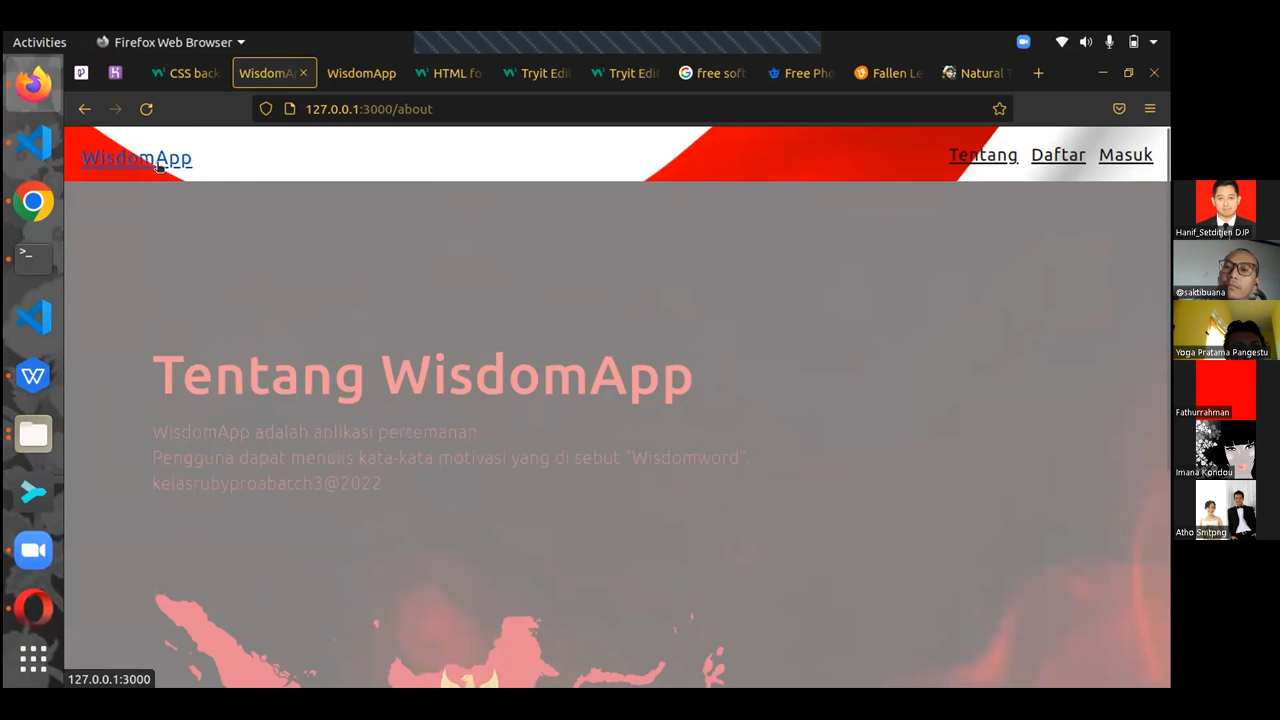 Activities
Firefox Web Browser
CSS back
WisdomA
WisdomApp
HTML fo
Tryit Edi
Tryit Edi
free soft
Free Pho
Fallen Le
Natural T
127.0.0.1:3000/about
WisdomApp
Tentang Daftar Masuk
Tentang WisdomApp
WisdomApp adalah aplikasi pertemanan
Pengguna dapat menulis kata-kata motivasi yang di sebut "Wisdomword".
kelasrubyproabatch3@2022
127.0.0.1:3000
Hanif_Setditjen DJP
@saktibuana
Yoga Pratama Pangestu
Fathurrahman
Imana Kondou
Atho Smtpng